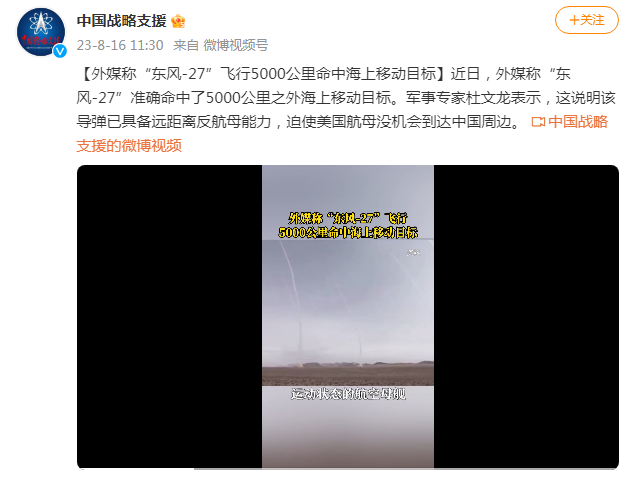 中国战略支援
+关注
23-8-16 11:30 来自 微博视频号
【外媒称“东风-27”飞行5000公里命中海上移动目标】近日，外媒称“东
风-27”准确命中了5000公里之外海上移动目标。军事专家杜文龙表示，这说明该
导弹已具备远距离反航母能力，迫使美国航母没机会到达中国周边。 中国战略
支援的微博视频
外媒称“东风-27”飞行
5000公里命中海上移动目标
运动状态的航空母舰